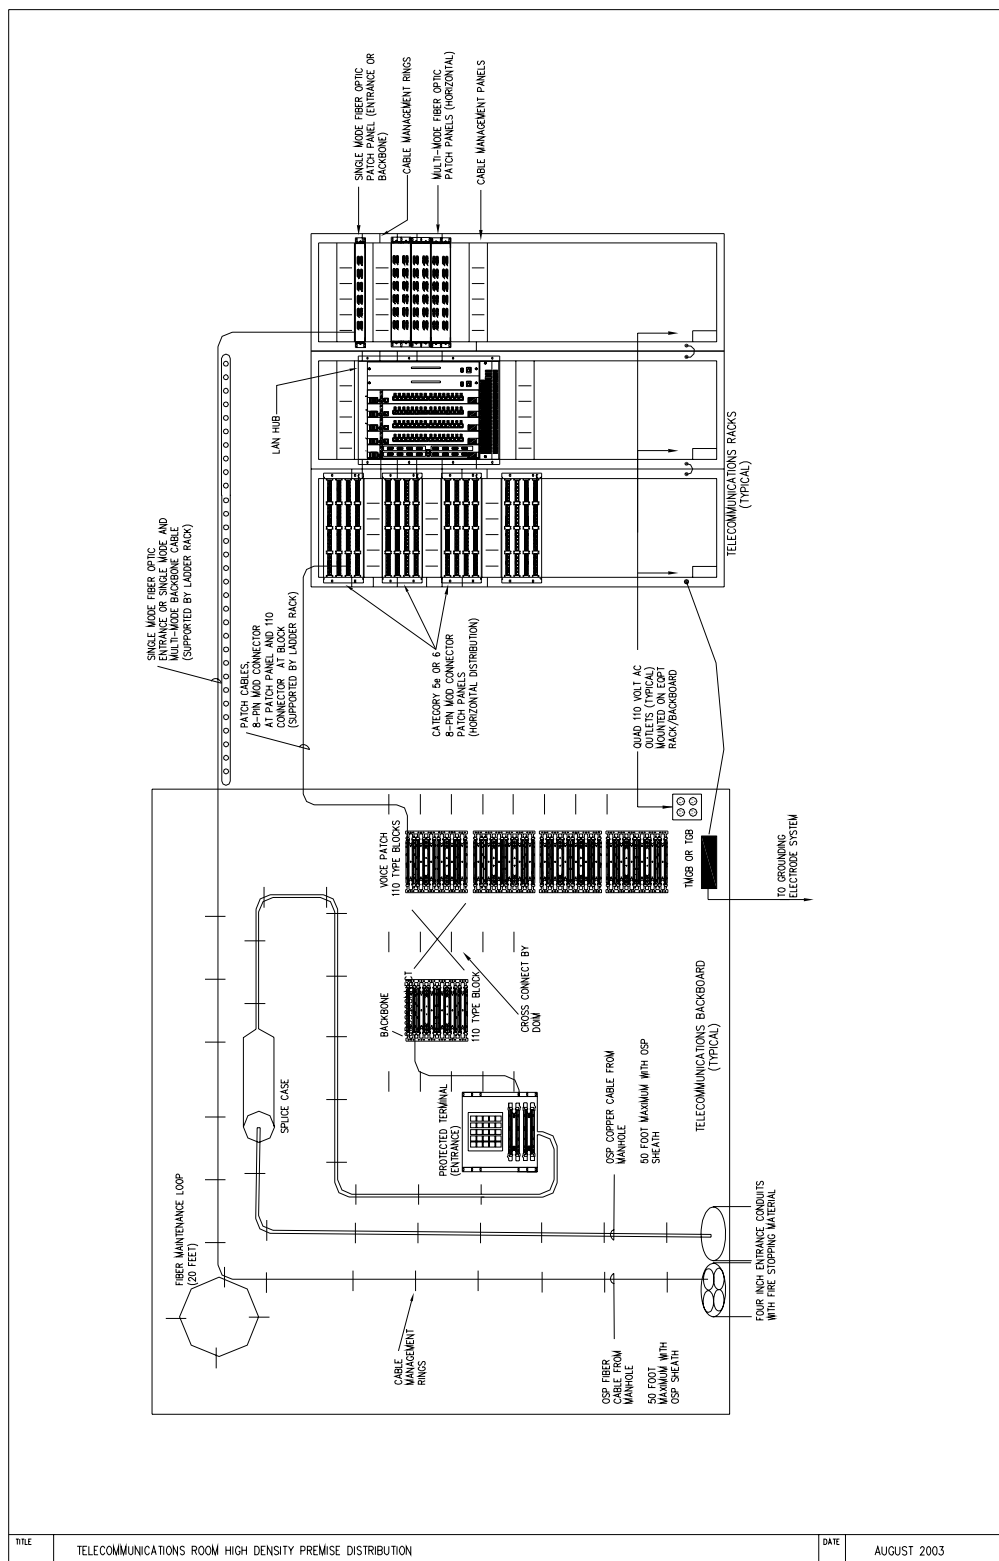 SINGLE MODE FIBER OPTIC
PATCH PANEL (ENTRANCE OR
BACKBONE)
CABLE MANAGEMENT RINGS
MULTI-MODE FIBER OPTIC
PATCH PANELS (HORIZONTAL)
CABLE MANAGEMENT PANELS
LAN HUB
TELECOMMUNICATIONS RACKS
(TYPICAL)
SINGLE MODE FIBER OPTIC
ENTRANCE OR SINGLE MODE AND
MULTI-MODE BACKBONE CABLE
(SUPPORTED BY LADDER RACK)
PATCH CABLES,
8-PIN MOD CONNECTOR
AT PATCH PANEL AND 110
CONNECTOR AT BLOCK
(SUPPORTED BY LADDER RACK)
CATEGORY 5e OR 6
8-PIN MOD CONNECTOR
PATCH PANELS
(HORIZONTAL DISTRIBUTION)
QUAD 110 VOLT AC
OUTLETS (TYPICAL)
MOUNTED ON EQPT
RACK/BACKBOARD
VOICE PATCH
110 TYPE BLOCKS
TMGB OR TGB
TO GROUNDING
ELECTRODE SYSTEM
BACKBONE
CROSSCONNECT
110 TYPE BLOCK
CROSS CONNECT BY
DOIM
SPLICE CASE
PROTECTED TERMINAL
(ENTRANCE)
TELECOMMUNICATIONS BACKBOARD
(TYPICAL)
OSP COPPER CABLE FROM
MANHOLE
50 FOOT MAXIMUM WITH OSP
SHEATH
FIBER MAINTENANCE LOOP
(20 FEET)
CABLE
MANAGEMENT
RINGS
OSP FIBER
CABLE FROM
MANHOLE
50 FOOT
MAXIMUM WITH
OSP SHEATH
FOUR INCH ENTRANCE CONDUITS
WITH FIRE STOPPING MATERIAL
TITLE
TELECOMMUNICATIONS ROOM HIGH DENSITY PREMISE DISTRIBUTION
DATE
AUGUST 2003